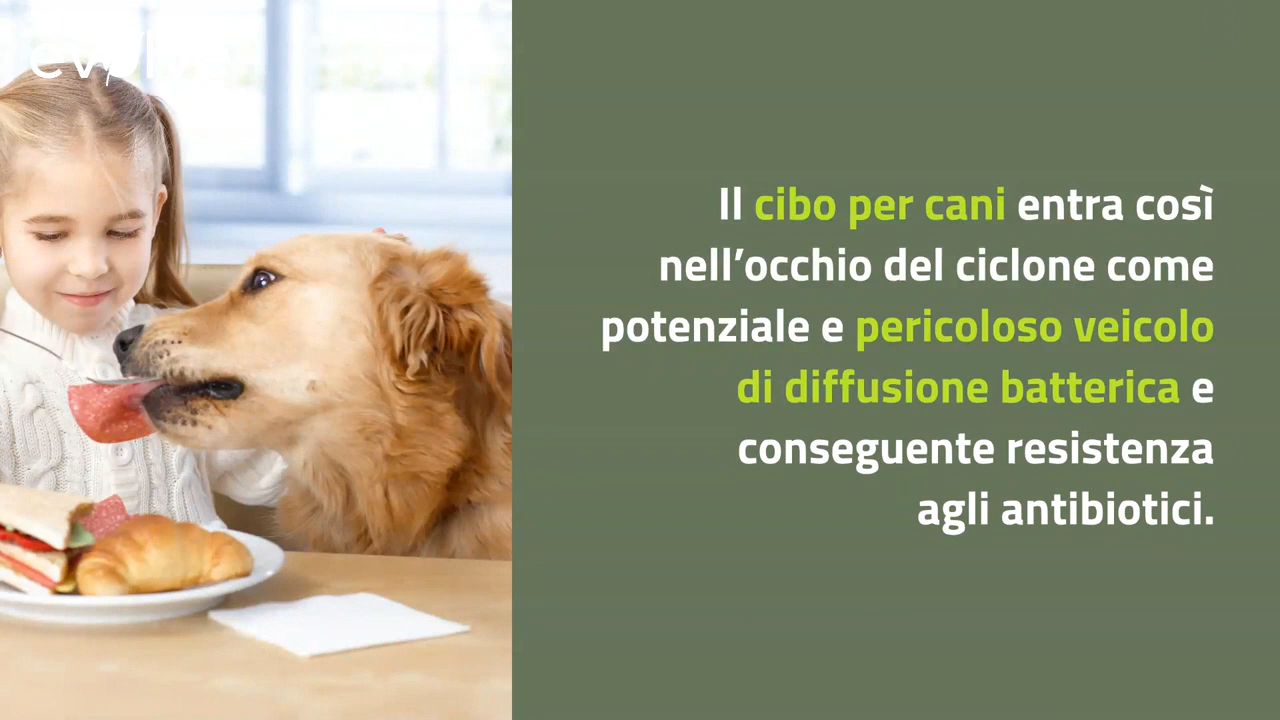 Il cibo per cani entra così
nell’occhio del ciclone come
potenziale e pericoloso veicolo
di diffusione batterica e
conseguente resistenza
agli antibiotici.